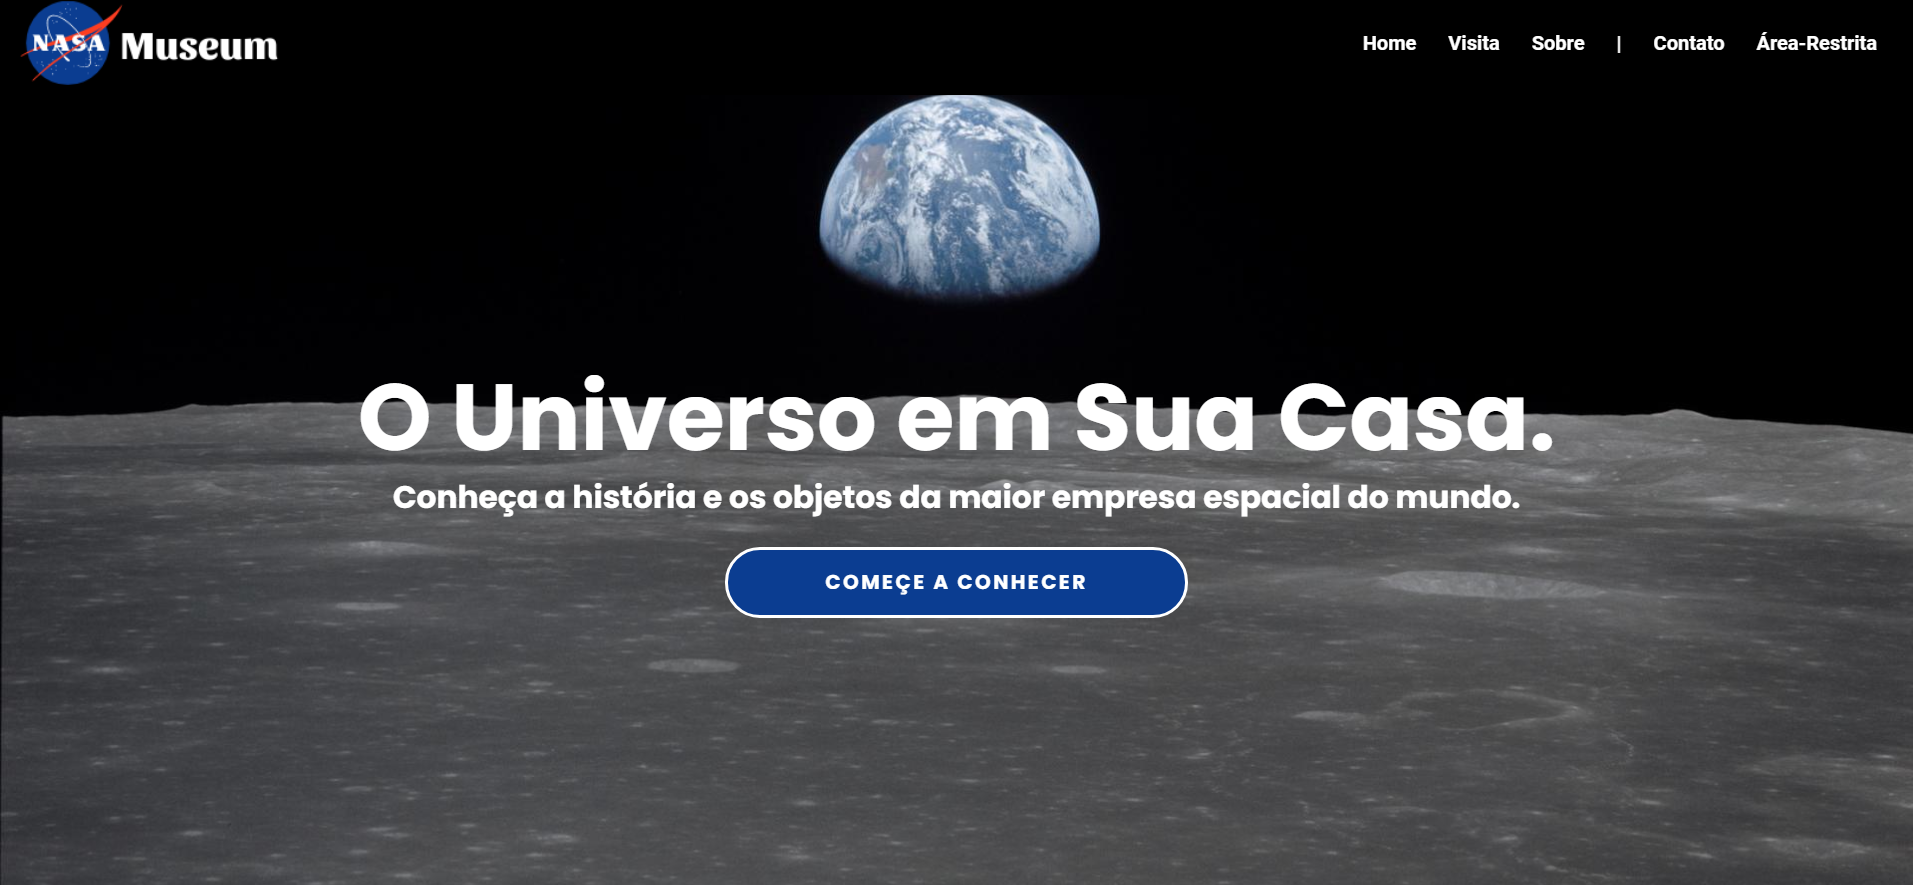 NASA Museum
Home Visita Sobre | Contato Área-Restrita
O Universo em Sua Casa.
Conheça a história e os objetos da maior empresa espacial do mundo.
COMEÇE A CONHECER